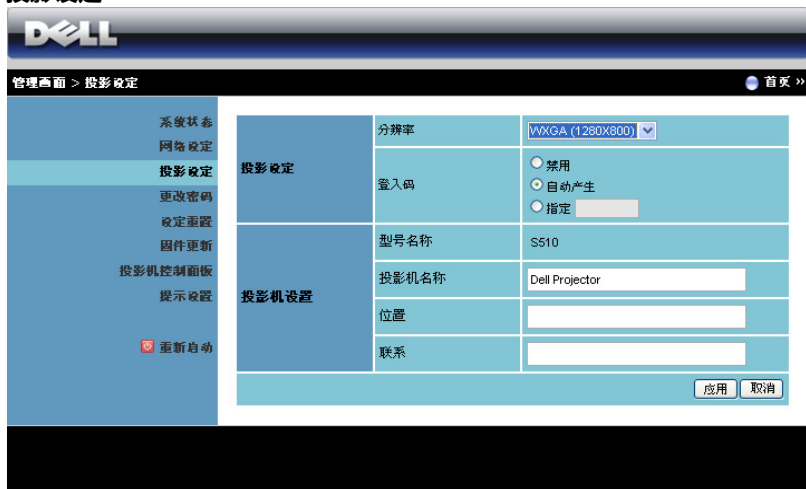 投影设定
DELL
管理画面 > 投影设定
首页 »
系统状态
网络设定
投影设定
更改密码
设定重置
固件更新
投影机控制面板
提示设置
重新启动
投影设定
分辨率
WXGA (1280X800)
登入码
禁用
自动产生
指定
投影机设置
型号名称
S510
投影机名称
Dell Projector
位置
联系
应用
取消